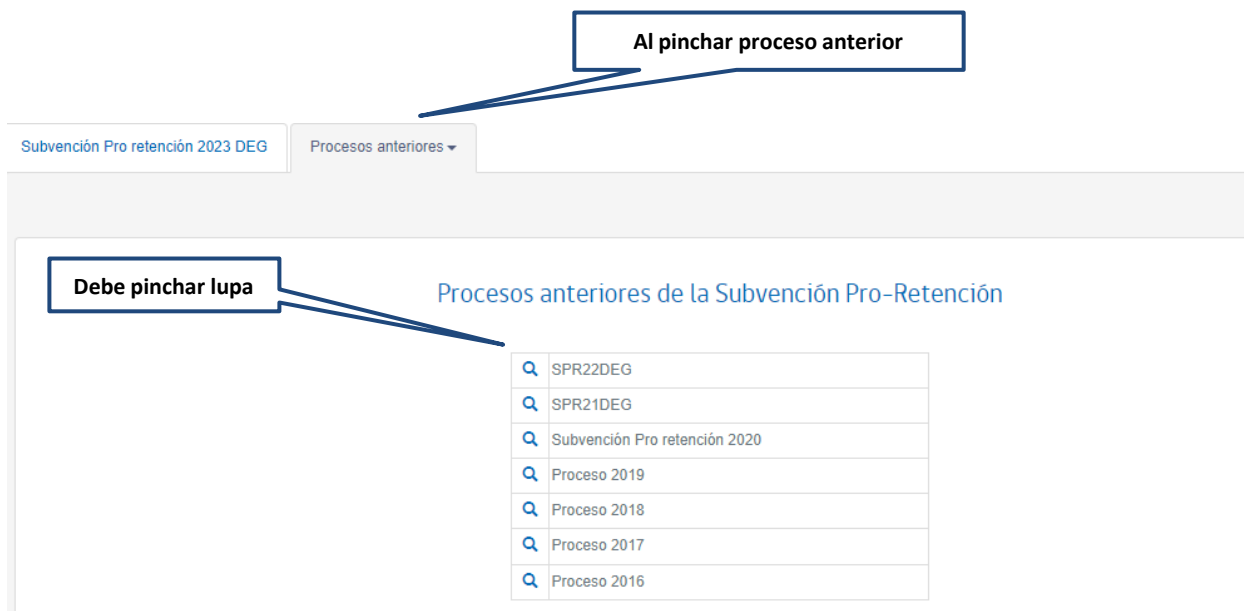 Al pinchar proceso anterior
Subvención Pro retención 2023 DEG
Procesos anteriores
Debe pinchar lupa
Procesos anteriores de la Subvención Pro-Retención
SPR22DEG
SPR21DEG
Subvención Pro retención 2020
Proceso 2019
Proceso 2018
Proceso 2017
Proceso 2016